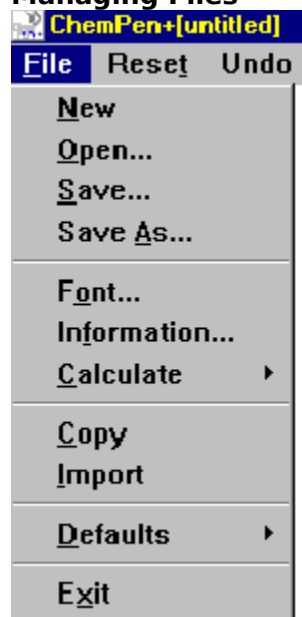 Managing Files
ChemPen+[untitled]
File Reset Undo
New
Open...
Save...
Save As...
Font...
Information...
Calculate
Copy
Import
Defaults
Exit